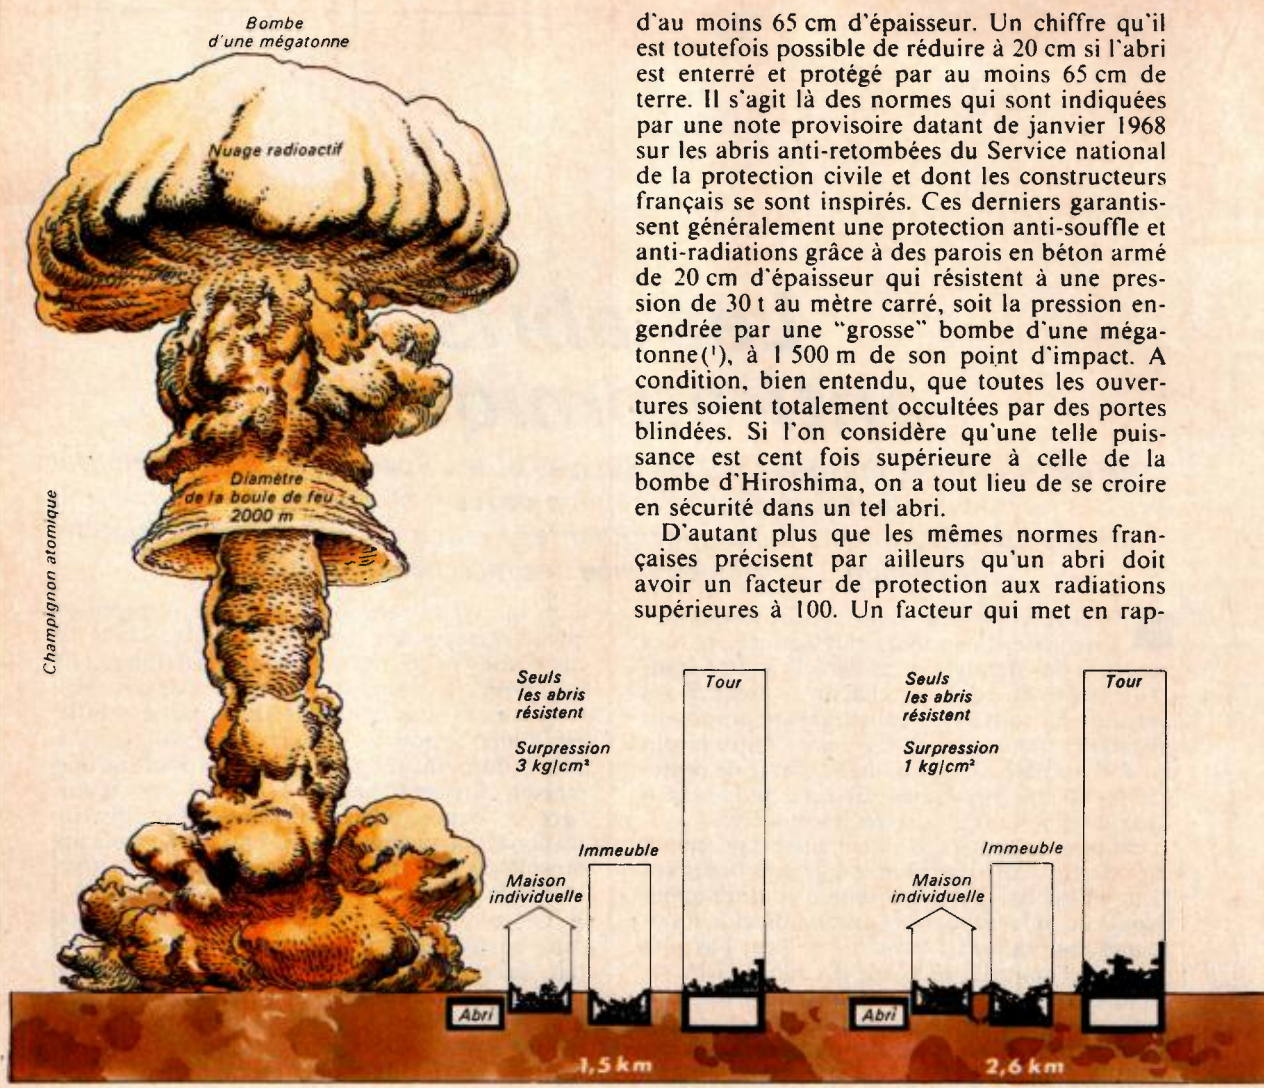 Bombe
d'une mégatonne
Nuage radioactif
Diamètre
de la boule de feu
2000 m
Champignon atomique
d'au moins 65 cm d'épaisseur. Un chiffre qu'il
est toutefois possible de réduire à 20 cm si l'abri
est enterré et protégé par au moins 65 cm de
terre. Il s'agit là des normes qui sont indiquées
par une note provisoire datant de janvier 1968
sur les abris anti-retombées du Service national
de la protection civile et dont les constructeurs
français se sont inspirés. Ces derniers garantis-
sent généralement une protection anti-souffle et
anti-radiations grâce à des parois en béton armé
de 20 cm d'épaisseur qui résistent à une pres-
sion de 30 t au mètre carré, soit la pression en-
gendrée par une "grosse" bombe d'une méga-
tonne(¹), à 1 500 m de son point d'impact. A
condition, bien entendu, que toutes les ouver-
tures soient totalement occultées par des portes
blindées. Si l'on considère qu'une telle puis-
sance est cent fois supérieure à celle de la
bombe d'Hiroshima, on a tout lieu de se croire
en sécurité dans un tel abri.
D'autant plus que les mêmes normes fran-
çaises précisent par ailleurs qu'un abri doit
avoir un facteur de protection aux radiations
supérieures à 100. Un facteur qui met en rap-
Seuls
les abris
résistent
Surpression
3 kg/cm²
Tour
Immeuble
Maison
individuelle
Abri
1,5 km
Seuls
les abris
résistent
Surpression
1 kg/cm²
Tour
Immeuble
Maison
individuelle
Abri
2,6 km